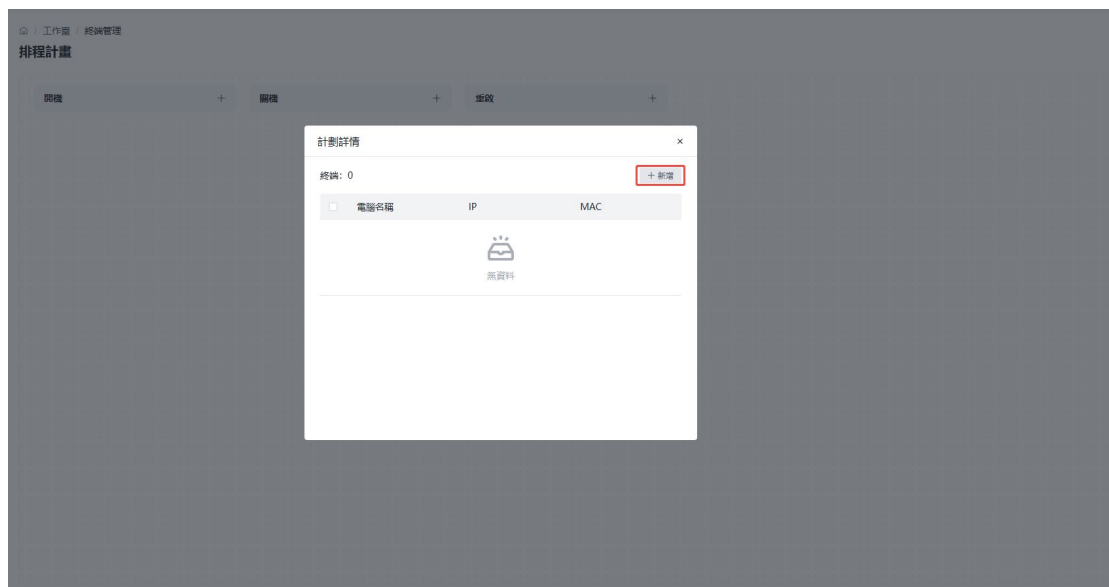 工作臺 / 終端管理
排程計畫
開機 +
關機 +
重啟 +
計劃詳情 ×
終端: 0
+ 新增
電腦名稱 IP MAC
無資料